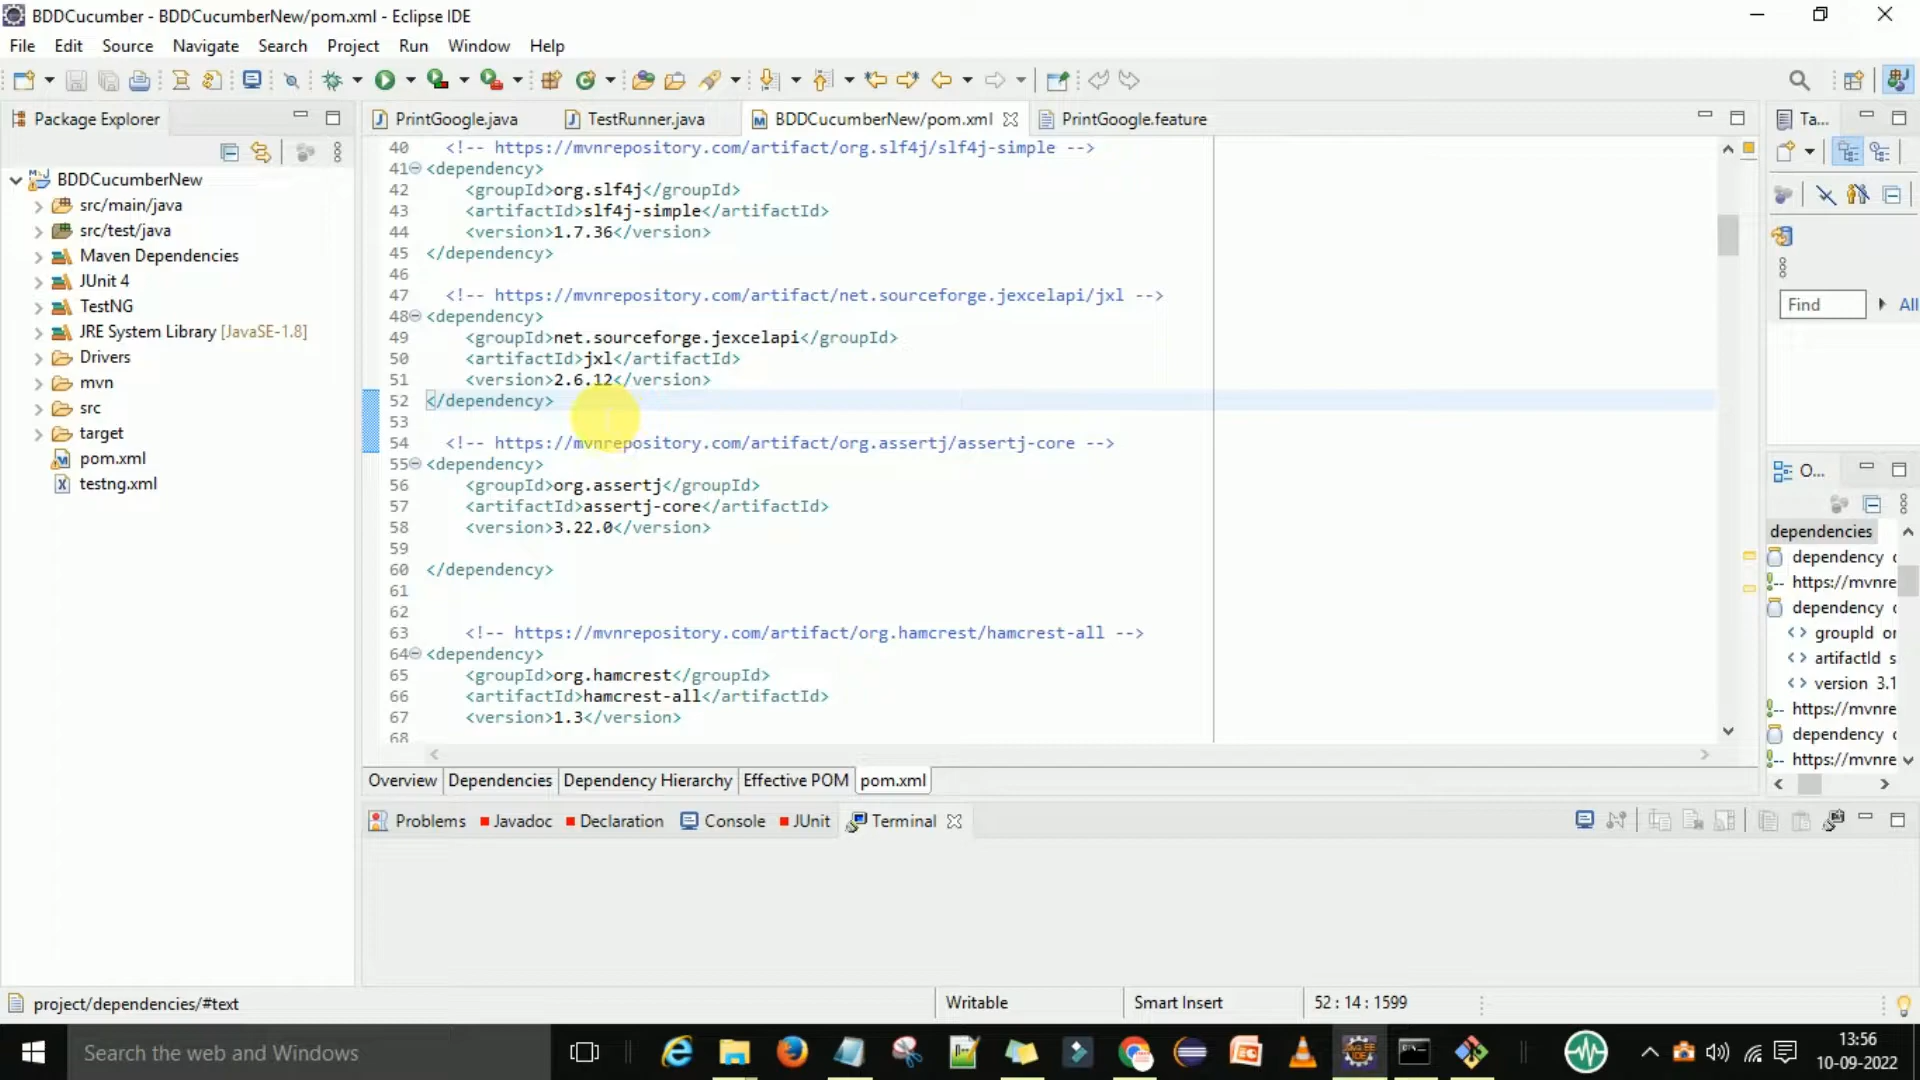 BDDCucumber - BDDCucumberNew/pom.xml - Eclipse IDE
File Edit Source Navigate Search Project Run Window Help
Package Explorer
BDDCucumberNew
src/main/java
src/test/java
Maven Dependencies
JUnit 4
TestNG
JRE System Library [JavaSE-1.8]
Drivers
mvn
src
target
pom.xml
testng.xml
PrintGoogle.java TestRunner.java BDDCucumberNew/pom.xml PrintGoogle.feature
40 <!-- https://mvnrepository.com/artifact/org.slf4j/slf4j-simple -->
41 <dependency>
42 <groupId>org.slf4j</groupId>
43 <artifactId>slf4j-simple</artifactId>
44 <version>1.7.36</version>
45 </dependency>
46
47 <!-- https://mvnrepository.com/artifact/net.sourceforge.jexcelapi/jxl -->
48 <dependency>
49 <groupId>net.sourceforge.jexcelapi</groupId>
50 <artifactId>jxl</artifactId>
51 <version>2.6.12</version>
52 </dependency>
53
54 <!-- https://mvnrepository.com/artifact/org.assertj/assertj-core -->
55 <dependency>
56 <groupId>org.assertj</groupId>
57 <artifactId>assertj-core</artifactId>
58 <version>3.22.0</version>
59
60 </dependency>
61
62
63 <!-- https://mvnrepository.com/artifact/org.hamcrest/hamcrest-all -->
64 <dependency>
65 <groupId>org.hamcrest</groupId>
66 <artifactId>hamcrest-all</artifactId>
67 <version>1.3</version>
68
Overview Dependencies Dependency Hierarchy Effective POM pom.xml
Ta...
Find All
O...
dependencies
dependency
https://mvnre
dependency
groupId or
artifactId s
version 3.1
https://mvnre
dependency
https://mvnre
Problems Javadoc Declaration Console JUnit Terminal
project/dependencies/#text Writable Smart Insert 52 : 14 : 1599
Search the web and Windows
13:56
10-09-2022